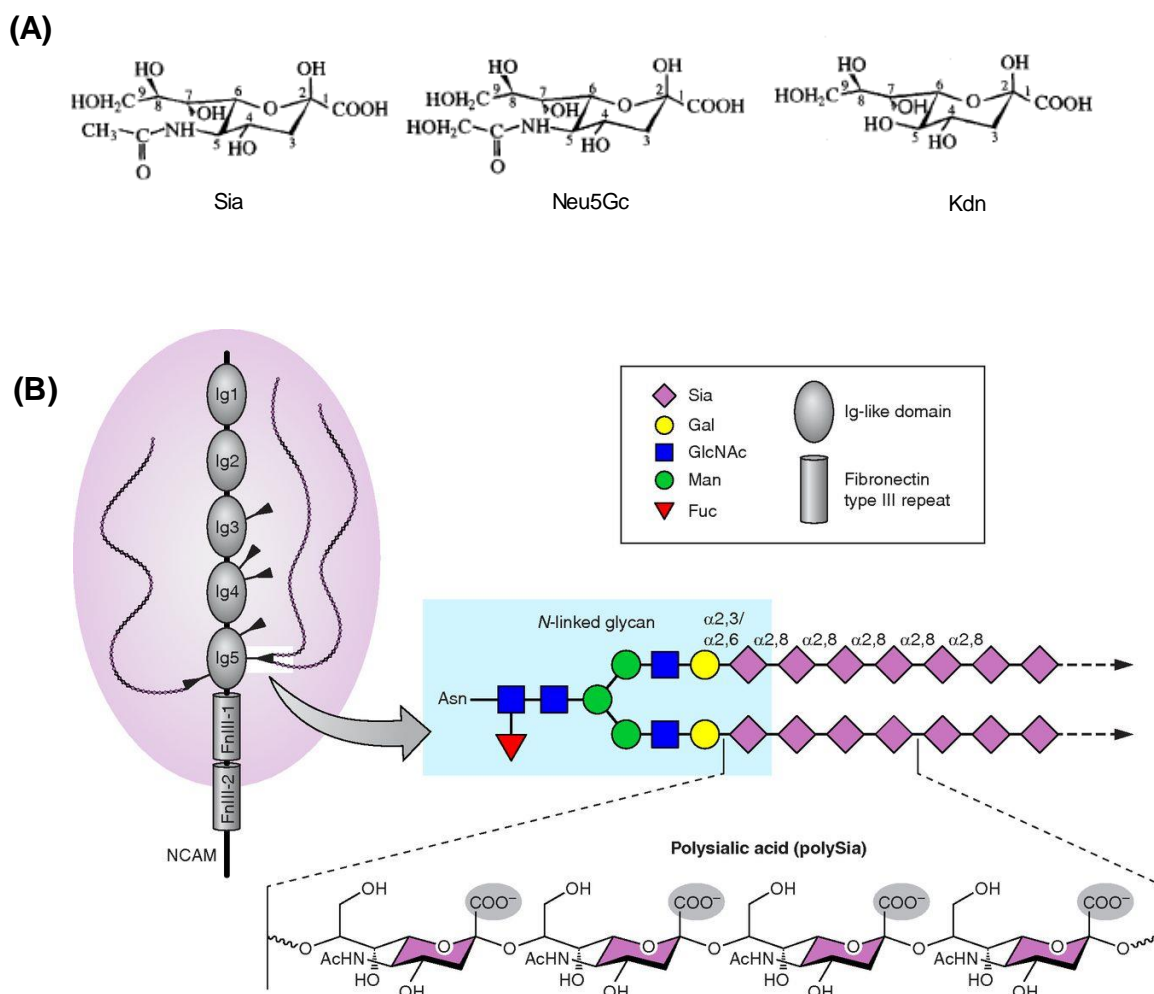 (A)
HO
OH
9
8
7
6
2
1
HOH₂C
OH
O
COOH
CH₃
C
NH
4
HO
5
3
O
Sia
HO
OH
9
8
7
6
2
1
HOH₂C
OH
O
COOH
HOH₂C
C
NH
4
HO
5
3
O
Neu5Gc
HO
OH
9
8
7
6
2
1
HOH₂C
OH
O
COOH
HO
4
HO
5
3
Kdn
(B)
Ig1
Ig2
Ig3
Ig4
Ig5
FnIII-1
FnIII-2
NCAM
Sia
Gal
GlcNAc
Man
Fuc
Ig-like domain
Fibronectin
type III repeat
N-linked glycan
α2,3/
α2,6 α2,8 α2,8 α2,8 α2,8 α2,8
Asn
Polysialic acid (polySia)
OH COO⁻ OH COO⁻ OH COO⁻ OH COO⁻
O O O O O O O O O
AcHN AcHN AcHN AcHN
HO HO HO HO
OH OH OH OH